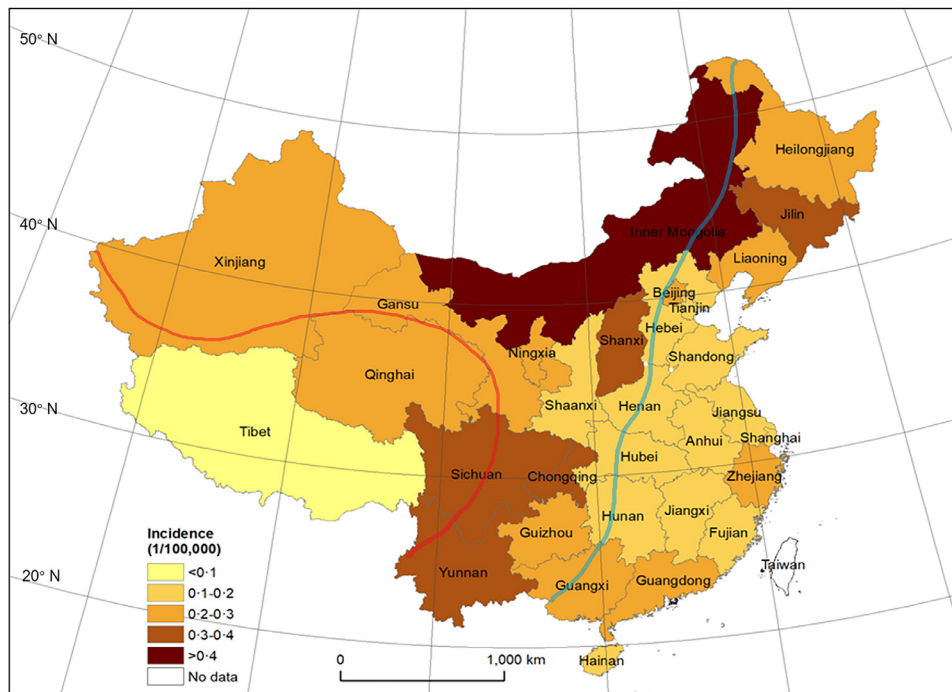 50° N
40° N
30° N
20° N
Heilongjiang
Jilin
Inner Mongolia
Liaoning
Xinjiang
Beijing
Gansu
Tianjin
Hebei
Shanxi
Ningxia
Shandong
Qinghai
Shaanxi
Henan
Jiangsu
Tibet
Anhui
Shanghai
Hubei
Sichuan
Chongqing
Zhejiang
Hunan
Jiangxi
Guizhou
Fujian
Yunnan
Guangxi
Guangdong
Taiwan
Hainan
Incidence
(1/100,000)
<0·1
0·1-0·2
0·2-0·3
0·3-0·4
>0·4
No data
0 1,000 km